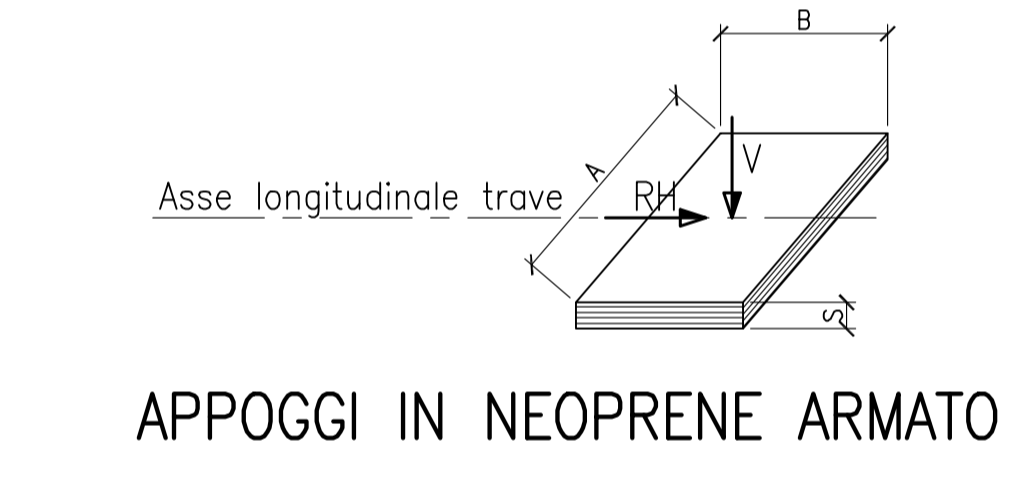 B
A
V
Asse longitudinale trave
RH
S
APPOGGI IN NEOPRENE ARMATO